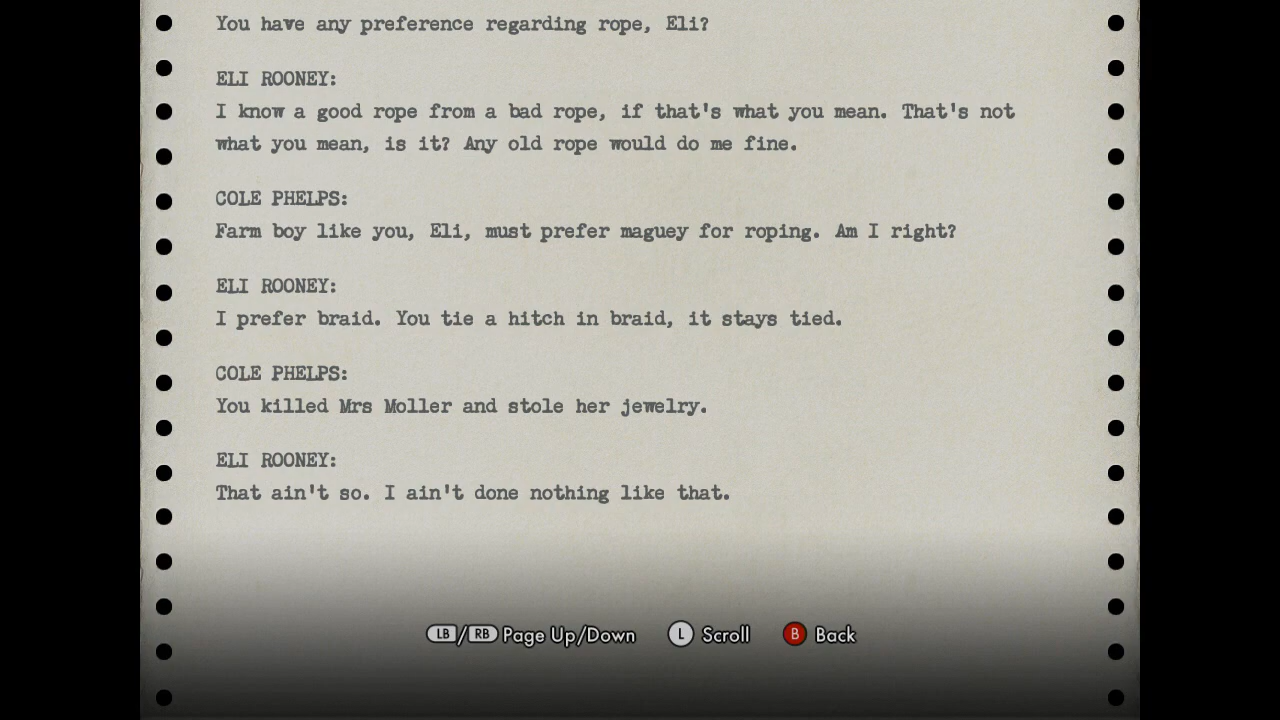 You have any preference regarding rope, Eli?
ELI ROONEY:
I know a good rope from a bad rope, if that's what you mean. That's not
what you mean, is it? Any old rope would do me fine.
COLE PHELPS:
Farm boy like you, Eli, must prefer maguey for roping. Am I right?
ELI ROONEY:
I prefer braid. You tie a hitch in braid, it stays tied.
COLE PHELPS:
You killed Mrs Moller and stole her jewelry.
ELI ROONEY:
That ain't so. I ain't done nothing like that.
LB/RB Page Up/Down L Scroll B Back